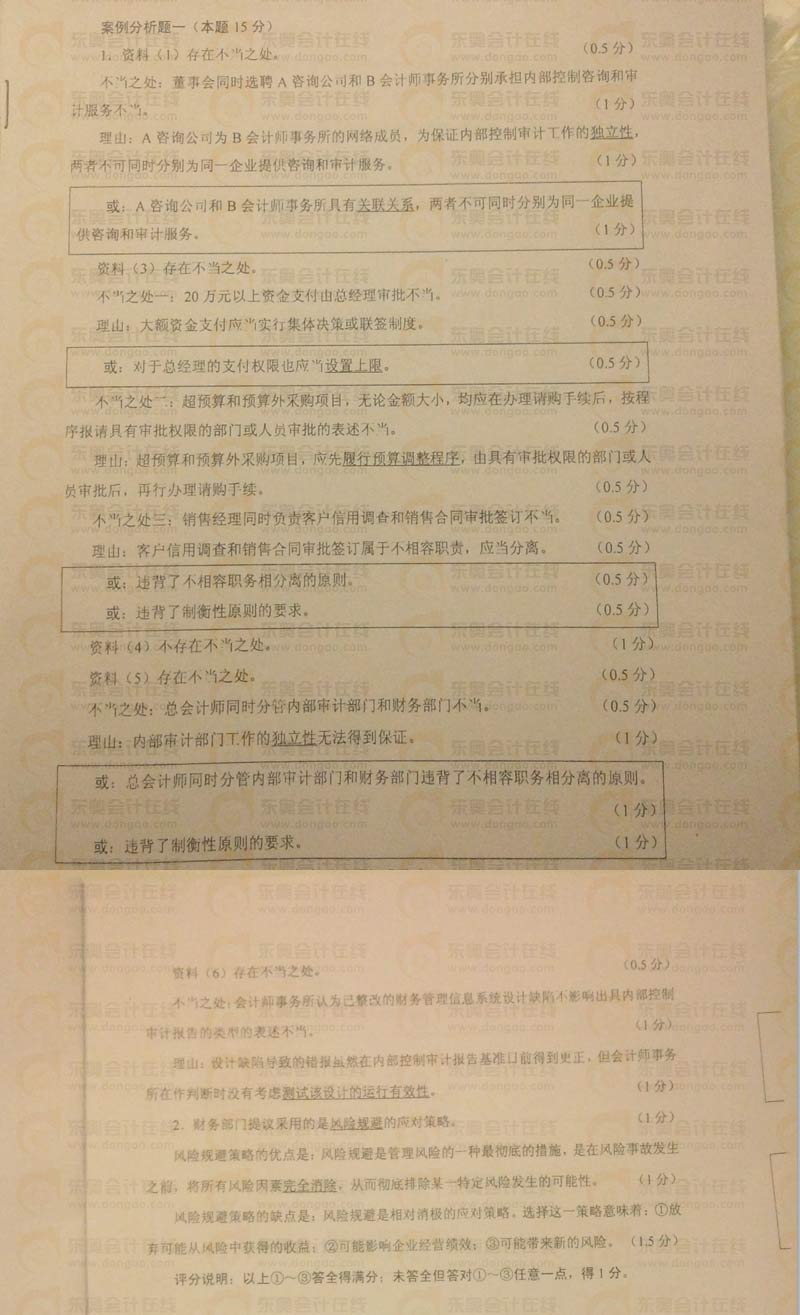 案例分析题一（本题 15 分）
1．资料（1）存在不当之处。 （0.5 分）
不当之处：董事会同时选聘 A 咨询公司和 B 会计师事务所分别承担内部控制咨询和审
计服务不当。 （1 分）
理由：A 咨询公司为 B 会计师事务所的网络成员，为保证内部控制审计工作的独立性，
两者不可同时分别为同一企业提供咨询和审计服务。 （1 分）
或：A 咨询公司和 B 会计师事务所具有关联关系，两者不可同时分别为同一企业提
供咨询和审计服务。 （1 分）
资料（3）存在不当之处。 （0.5 分）
不当之处一：20 万元以上资金支付由总经理审批不当。 （0.5 分）
理由：大额资金支付应当实行集体决策或联签制度。 （0.5 分）
或：对于总经理的支付权限也应当设置上限。 （0.5 分）
不当之处二：超预算和预算外采购项目，无论金额大小，均应在办理请购手续后，按程
序报请具有审批权限的部门或人员审批的表述不当。 （0.5 分）
理由：超预算和预算外采购项目，应先履行预算调整程序，由具有审批权限的部门或人
员审批后，再行办理请购手续。 （0.5 分）
不当之处三：销售经理同时负责客户信用调查和销售合同审批签订不当。 （0.5 分）
理由：客户信用调查和销售合同审批签订属于不相容职责，应当分离。 （0.5 分）
或：违背了不相容职务相分离的原则。 （0.5 分）
或：违背了制衡性原则的要求。 （0.5 分）
资料（4）不存在不当之处。 （1 分）
资料（5）存在不当之处。 （0.5 分）
不当之处：总会计师同时分管内部审计部门和财务部门不当。 （0.5 分）
理由：内部审计部门工作的独立性无法得到保证。 （1 分）
或：总会计师同时分管内部审计部门和财务部门违背了不相容职务相分离的原则。
（1 分）
或：违背了制衡性原则的要求。 （1 分）
资料（6）存在不当之处。 （0.5 分）
不当之处：会计师事务所认为已整改的财务管理信息系统设计缺陷不影响出具内部控制
审计报告的类型的表述不当。 （1 分）
理由：设计缺陷导致的错报虽然在内部控制审计报告基准日前得到更正，但会计师事务
所在作判断时没有考虑测试该设计的运行有效性。 （1 分）
2．财务部门提议采用的是风险规避的应对策略。 （1 分）
风险规避策略的优点是：风险规避是管理风险的一种最彻底的措施，是在风险事故发生
之前，将所有风险因素完全消除，从而彻底排除某一特定风险发生的可能性。 （1 分）
风险规避策略的缺点是：风险规避是相对消极的应对策略。选择这一策略意味着：①放
弃可能从风险中获得的收益；②可能影响企业经营绩效；③可能带来新的风险。（1.5 分）
评分说明：以上①～③答全得满分；未答全但答对①～③任意一点，得 1 分。
东奥会计在线
www.dongao.com